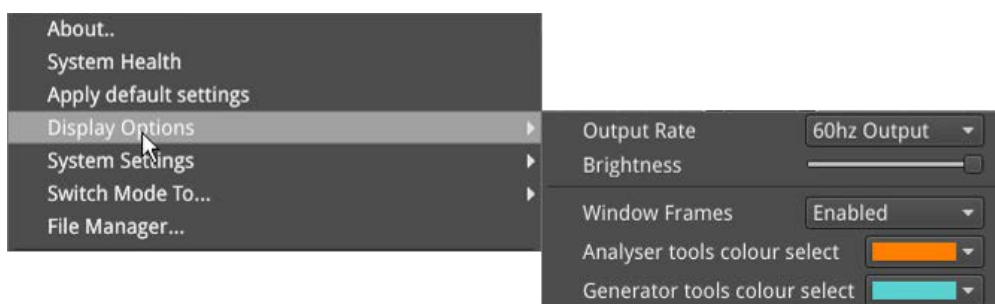 About..
System Health
Apply default settings
Display Options
System Settings
Switch Mode To...
File Manager...
Output Rate 60hz Output
Brightness
Window Frames Enabled
Analyser tools colour select
Generator tools colour select